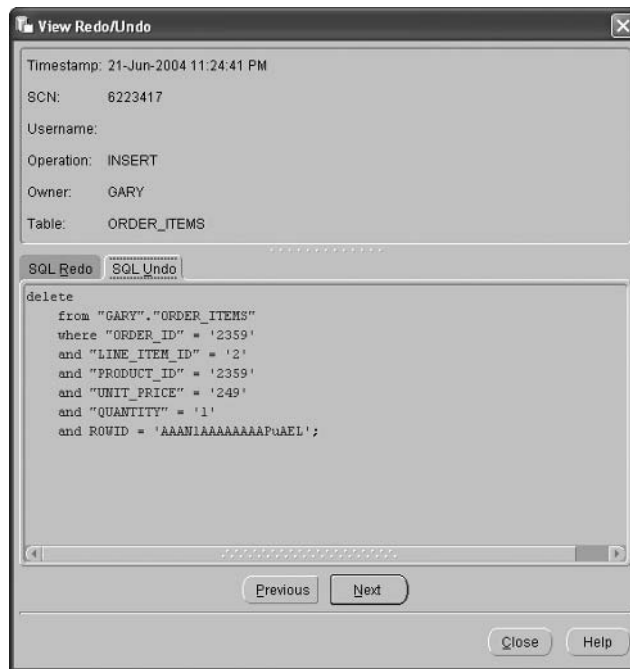 View Redo/Undo
Timestamp: 21-Jun-2004 11:24:41 PM
SCN: 6223417
Username:
Operation: INSERT
Owner: GARY
Table: ORDER_ITEMS
SQL Redo SQL Undo
delete
from "GARY"."ORDER_ITEMS"
where "ORDER_ID" = '2359'
and "LINE_ITEM_ID" = '2'
and "PRODUCT_ID" = '2359'
and "UNIT_PRICE" = '249'
and "QUANTITY" = '1'
and ROWID = 'AAAN1AAAAAAAAPuAEL';
Previous Next
Close Help